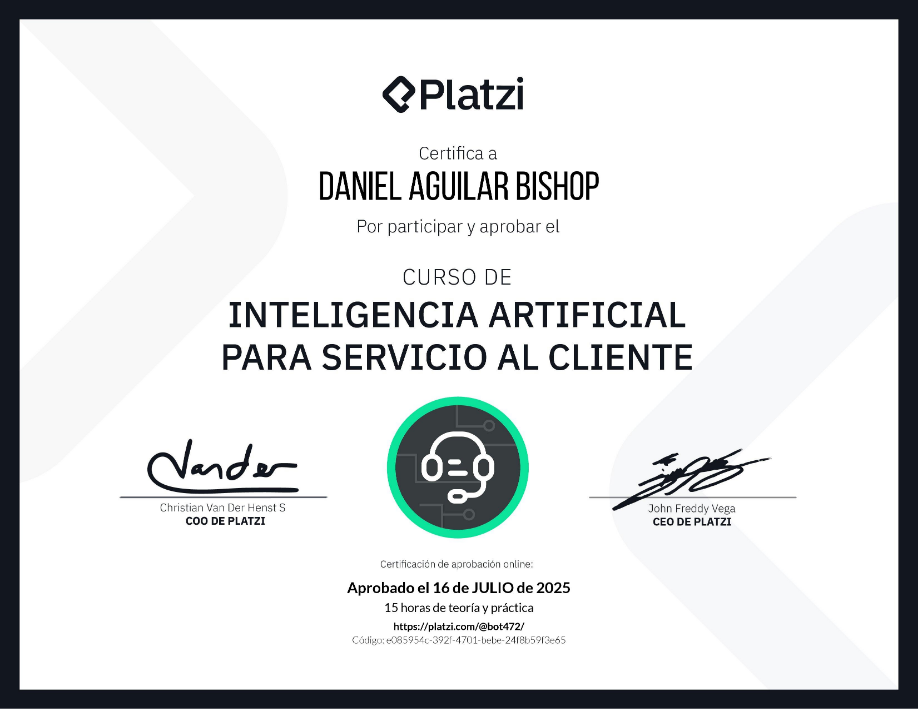 Platzi
Certifica a
DANIEL AGUILAR BISHOP
Por participar y aprobar el
CURSO DE
INTELIGENCIA ARTIFICIAL
PARA SERVICIO AL CLIENTE
Vander
Christian Van Der Henst S
COO DE PLATZI
John Freddy Vega
CEO DE PLATZI
Certificación de aprobación online:
Aprobado el 16 de JULIO de 2025
15 horas de teoría y práctica
https://platzi.com/@bot472/
Código: e085954c-392f-4701-bebe-24f8b59f3e65